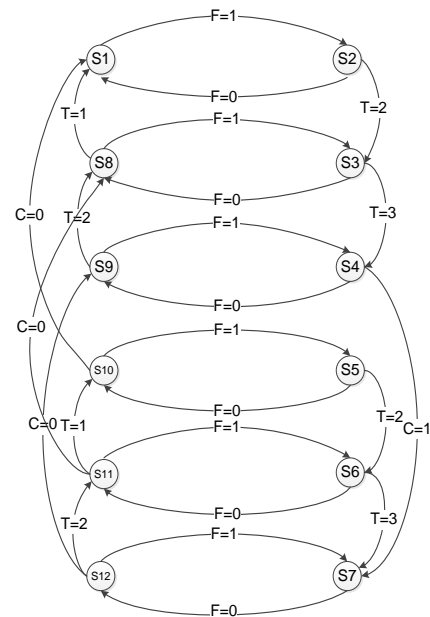 F=1
S1
S2
F=0
T=1
T=2
F=1
S8
S3
F=0
C=0
T=2
T=3
F=1
S9
S4
F=0
C=0
F=1
S10
S5
F=0
C=0
T=1
F=1
T=2
C=1
S11
S6
F=0
T=2
T=3
F=1
S12
S7
F=0